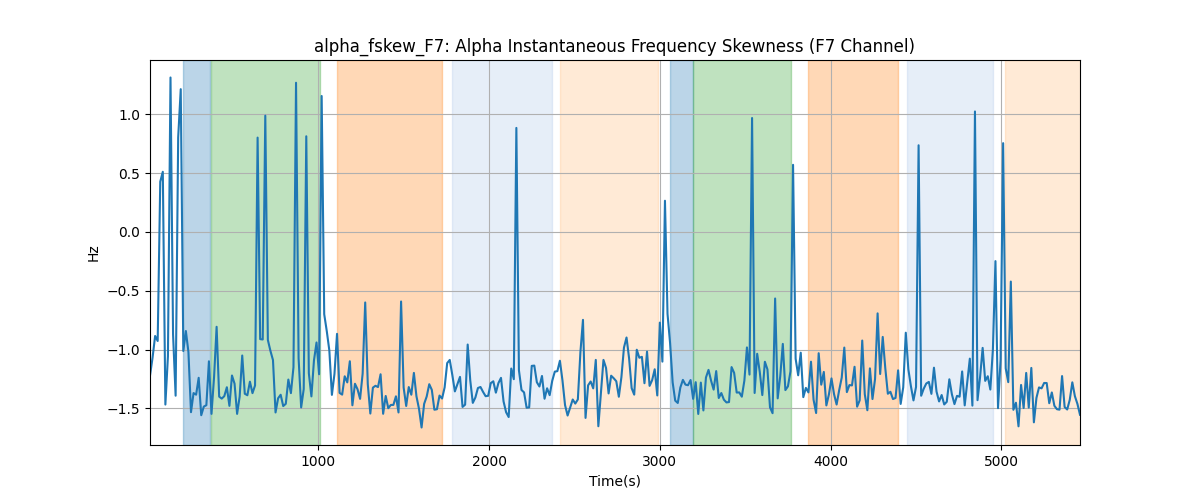 alpha_fskew_F7: Alpha Instantaneous Frequency Skewness (F7 Channel)
1.0
0.5
0.0
−0.5
−1.0
−1.5
Hz
1000 2000 3000 4000 5000
Time(s)